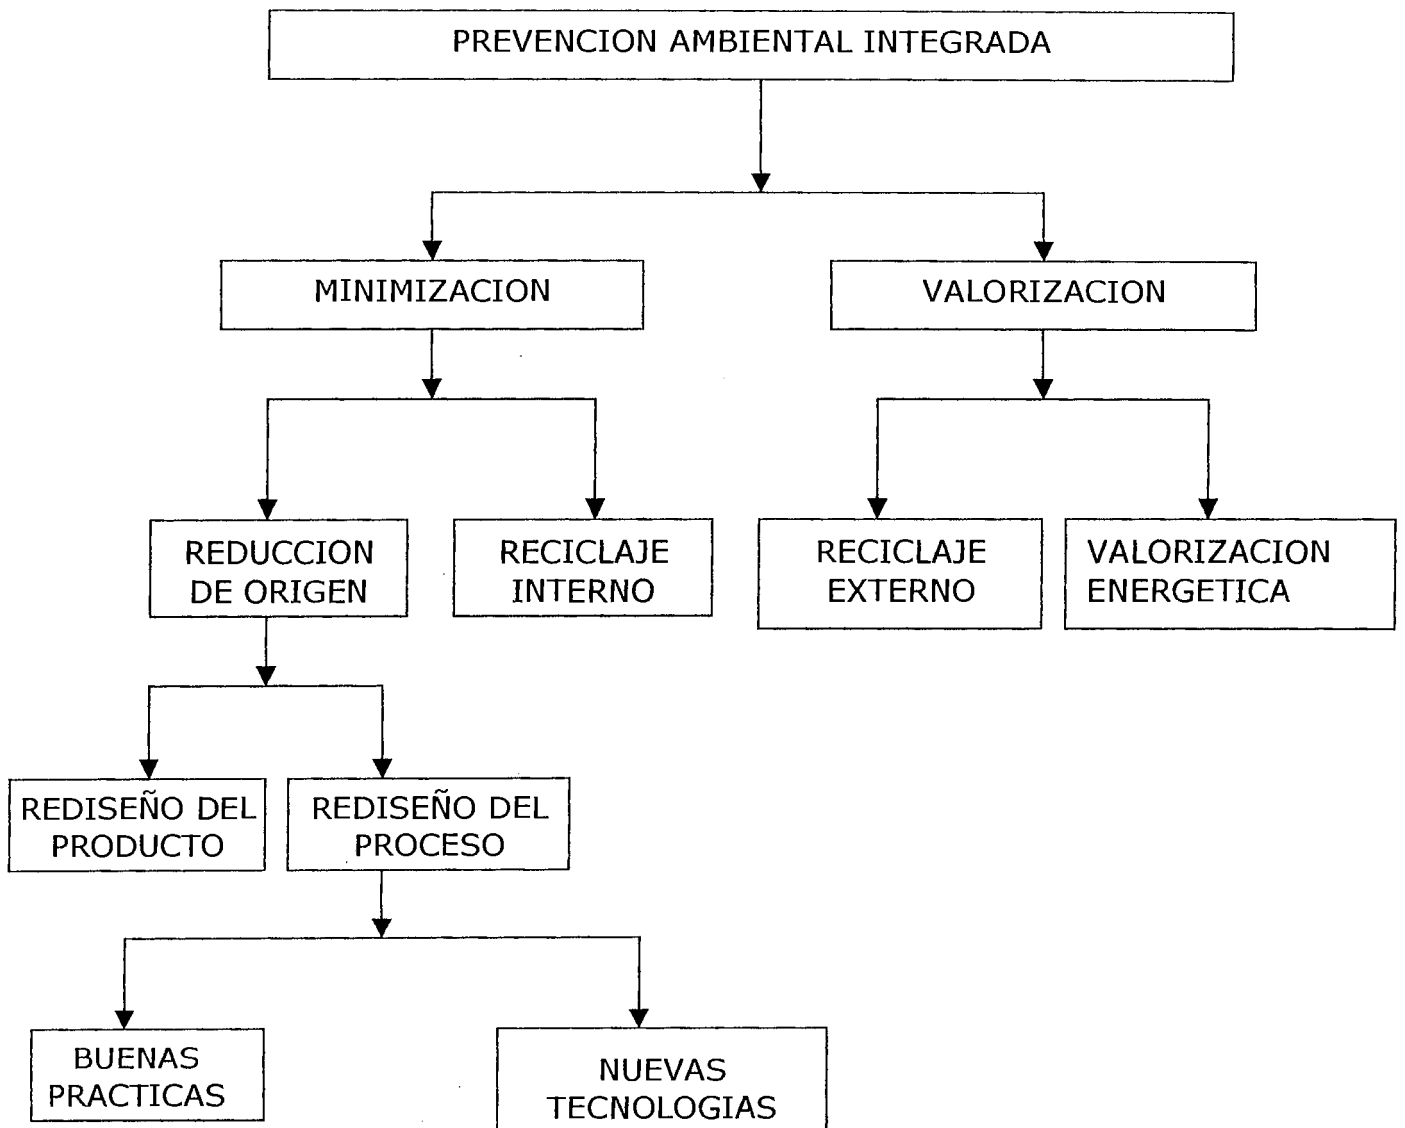 PREVENCION AMBIENTAL INTEGRADA
MINIMIZACION
VALORIZACION
REDUCCION
DE ORIGEN
RECICLAJE
INTERNO
RECICLAJE
EXTERNO
VALORIZACION
ENERGETICA
REDISEÑO DEL
PRODUCTO
REDISEÑO DEL
PROCESO
BUENAS
PRACTICAS
NUEVAS
TECNOLOGIAS